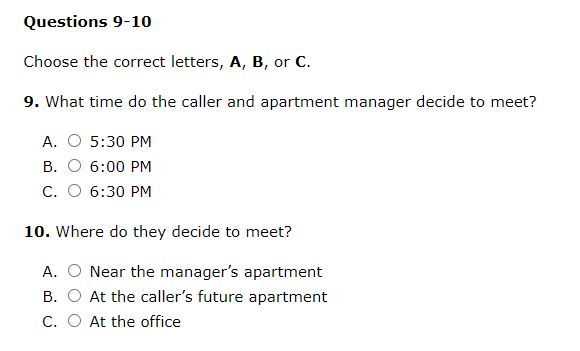 Questions 9-10
Choose the correct letters, A, B, or C.
9. What time do the caller and apartment manager decide to meet?
A. 5:30 PM
B. 6:00 PM
C. 6:30 PM
10. Where do they decide to meet?
A. Near the manager's apartment
B. At the caller's future apartment
C. At the office